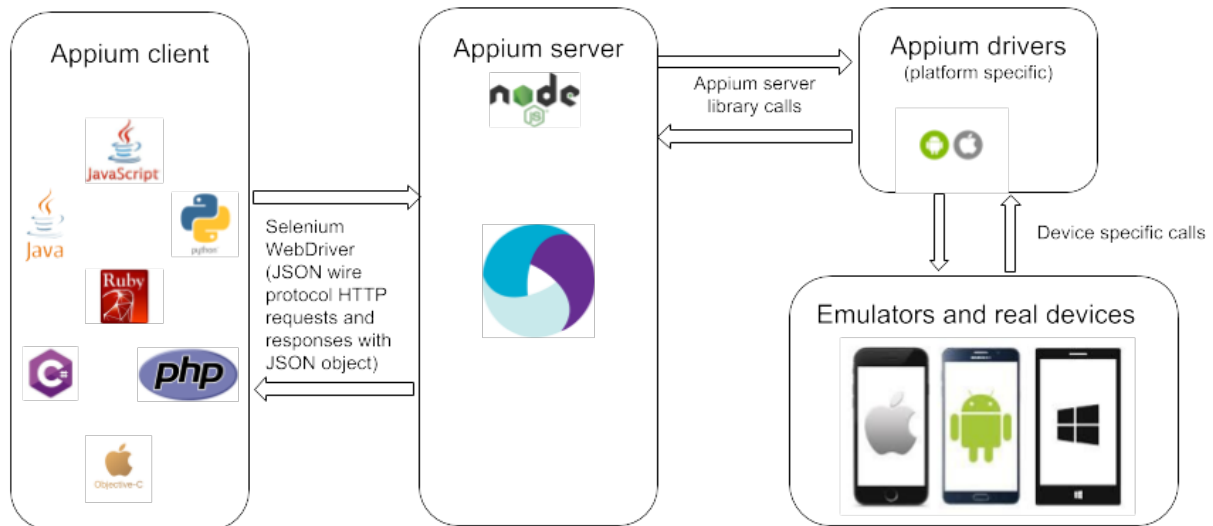 Appium client
JavaScript
Java
python
Ruby
C#
php
Objective-C
Selenium
WebDriver
(JSON wire
protocol HTTP
requests and
responses with
JSON object)
Appium server
node
JS
Appium server
library calls
Appium drivers
(platform specific)
Device specific calls
Emulators and real devices